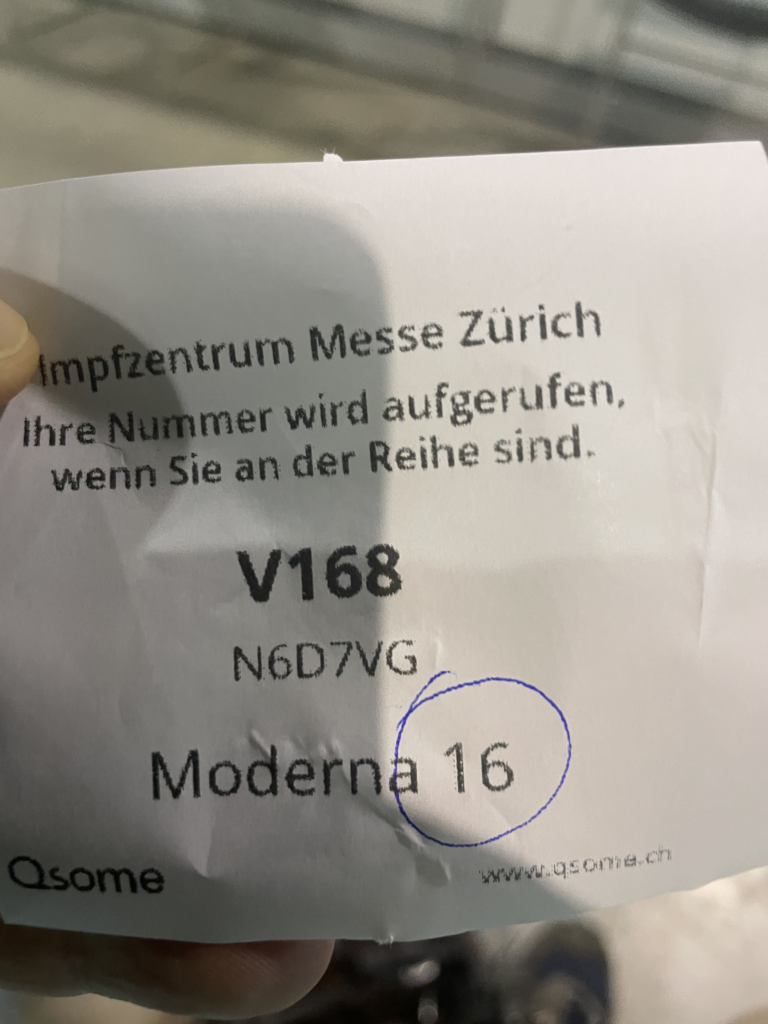 Impfzentrum Messe Zürich
Ihre Nummer wird aufgerufen,
wenn Sie an der Reihe sind.
V168
N6D7VG
Moderna 16
Qsome
www.qsome.ch